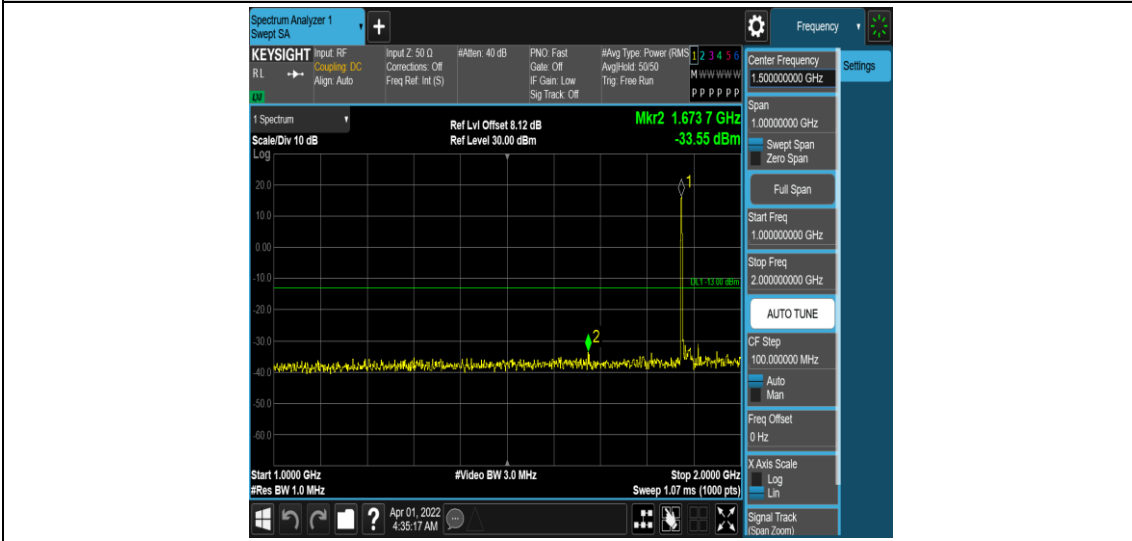 Spectrum Analyzer 1
Swept SA
+
Frequency
KEYSIGHT
RL
Input: RF
Coupling: DC
Align: Auto
Input Z: 50 Ω
Corrections: Off
Freq Ref: Int (S)
#Atten: 40 dB
PNO: Fast
Gate: Off
IF Gain: Low
Sig Track: Off
#Avg Type: Power (RMS
Avg|Hold: 50/50
Trig: Free Run
1 2 3 4 5 6
M W W W W W
P P P P P P
1 Spectrum
Scale/Div 10 dB
Log
Ref Lvl Offset 8.12 dB
Ref Level 30.00 dBm
Mkr2 1.673 7 GHz
-33.55 dBm
20.0
10.0
0.00
-10.0
-20.0
-30.0
-40.0
-50.0
-60.0
1
DL1 -13.00 dBm
2
Start 1.0000 GHz
#Res BW 1.0 MHz
#Video BW 3.0 MHz
Stop 2.0000 GHz
Sweep 1.07 ms (1000 pts)
?
Apr 01, 2022
4:35:17 AM
Center Frequency
1.500000000 GHz
Span
1.00000000 GHz
Swept Span
Zero Span
Full Span
Start Freq
1.000000000 GHz
Stop Freq
2.000000000 GHz
AUTO TUNE
CF Step
100.000000 MHz
Auto
Man
Freq Offset
0 Hz
X Axis Scale
Log
Lin
Signal Track
(Span Zoom)
Settings